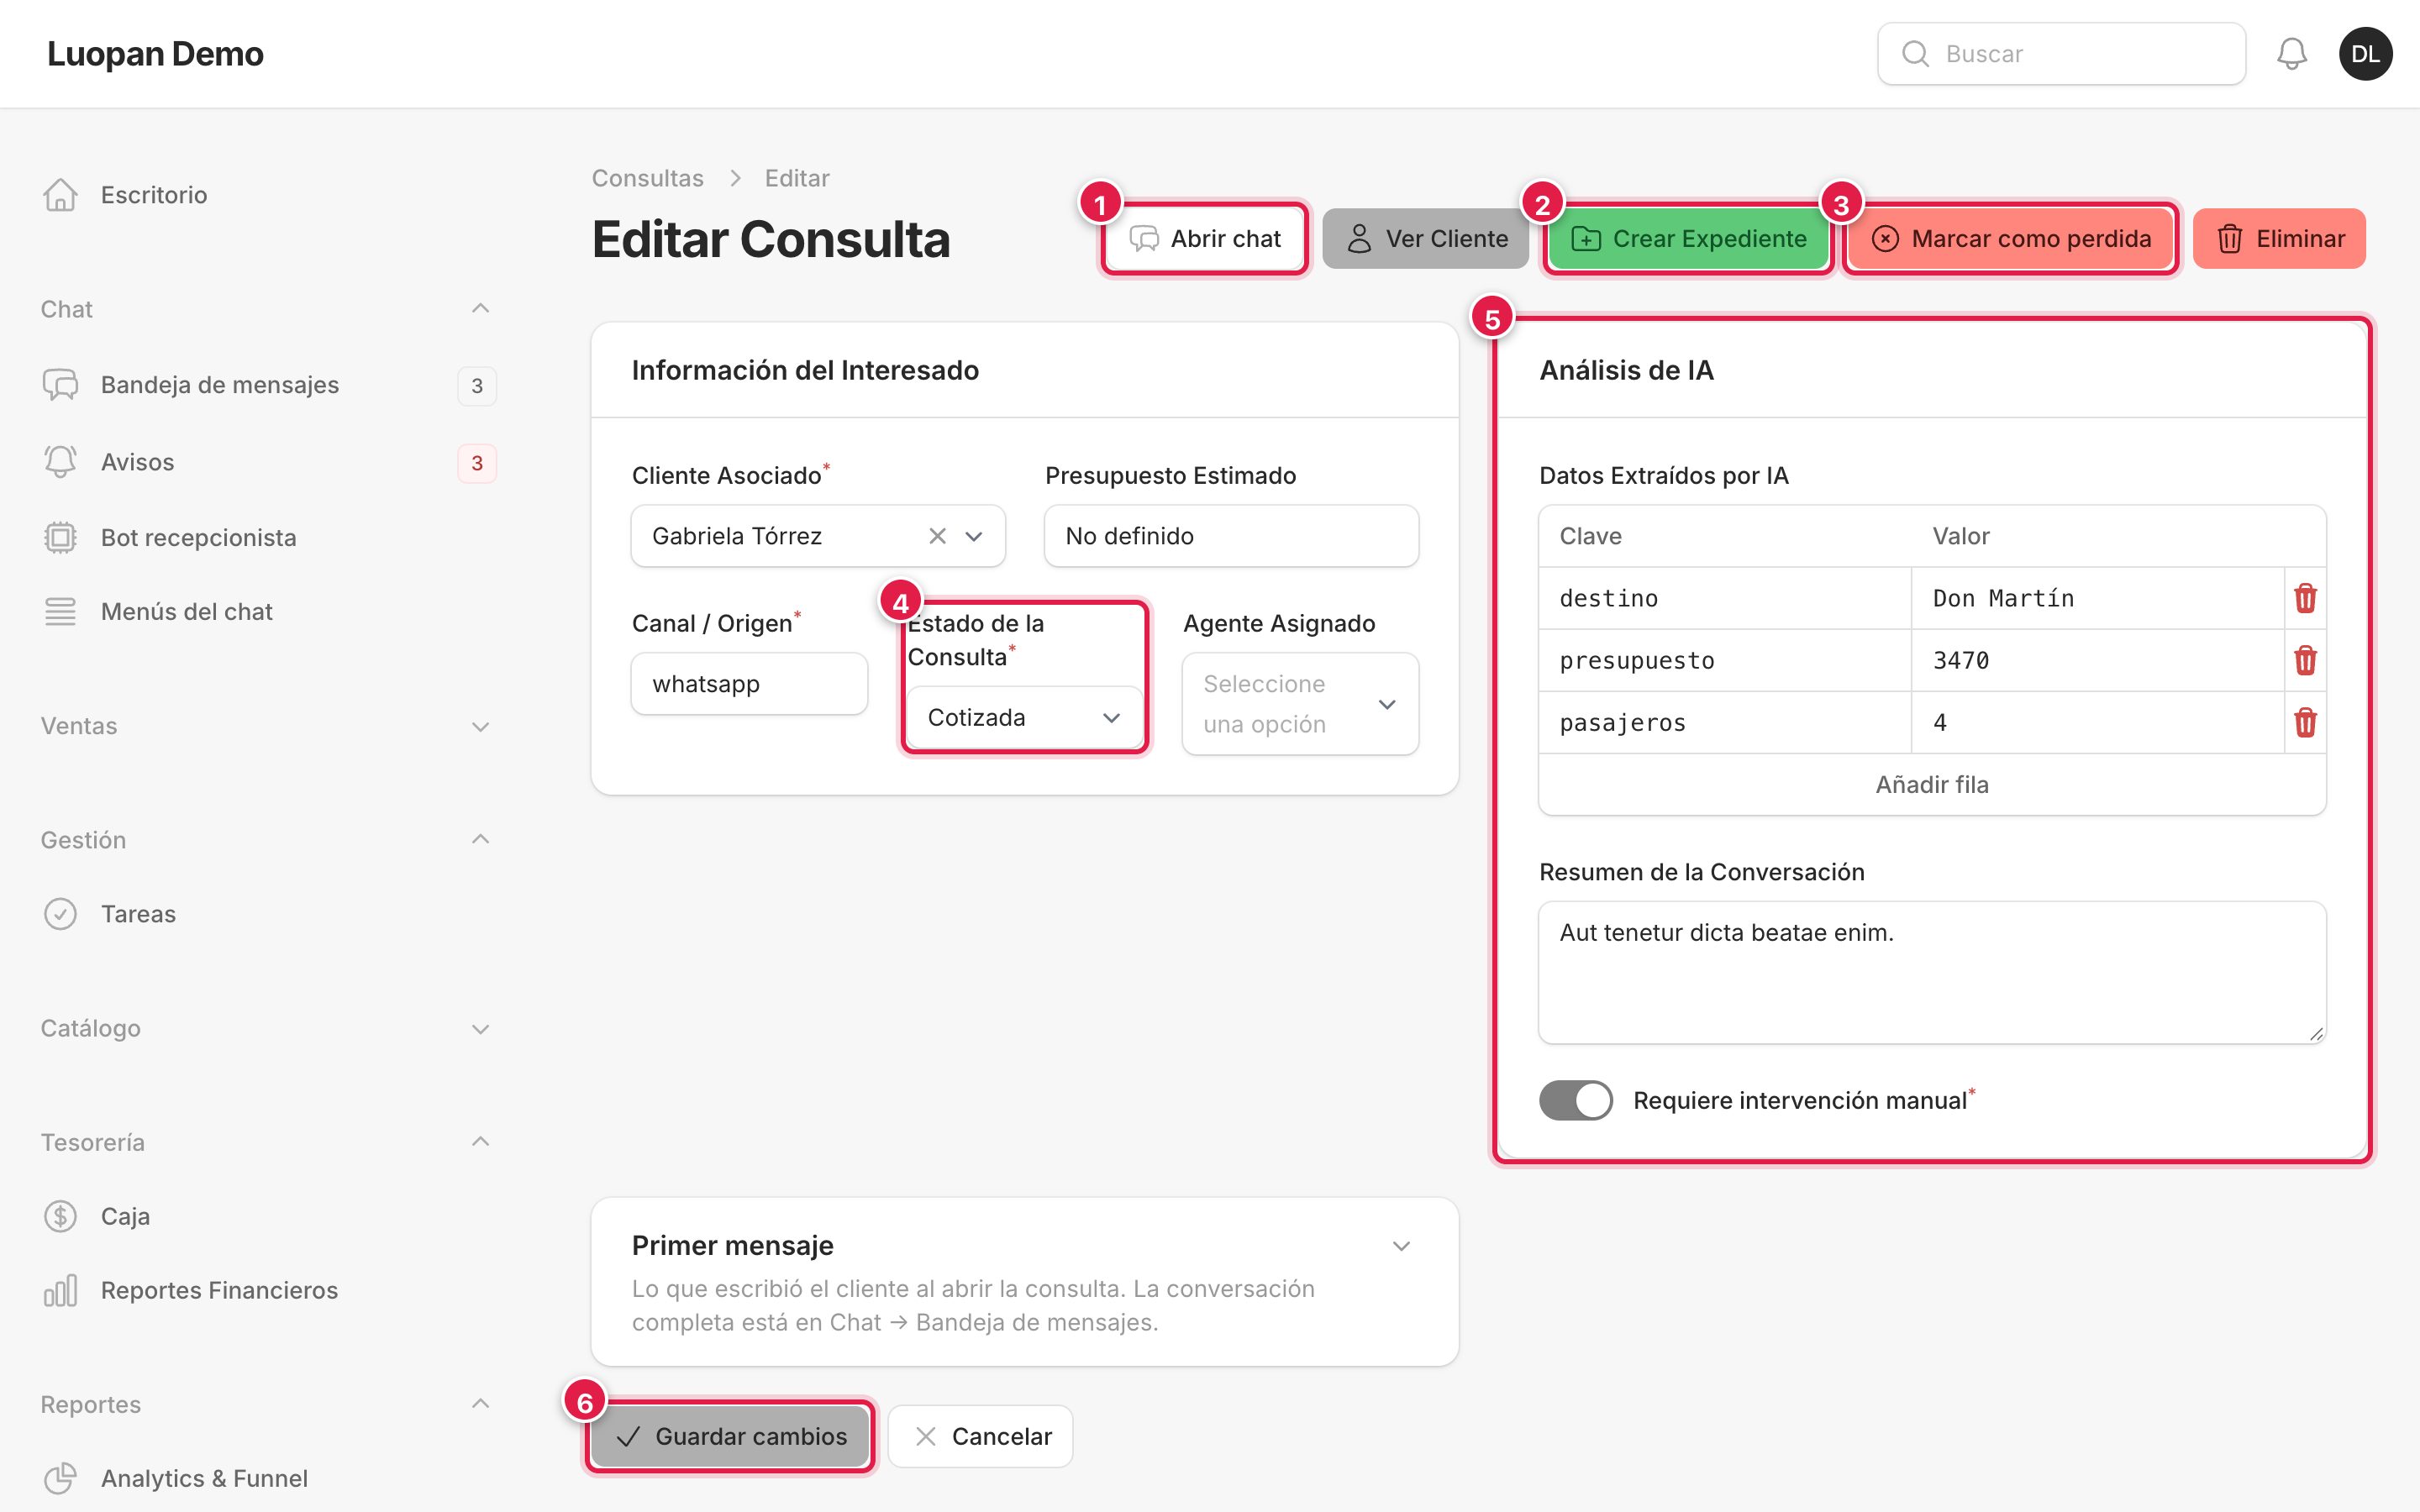 Luopan Demo
Buscar
DL
Escritorio
Chat
Bandeja de mensajes
3
Avisos
3
Bot recepcionista
Menús del chat
Ventas
Gestión
Tareas
Catálogo
Tesorería
Caja
Reportes Financieros
Reportes
Analytics & Funnel
Consultas > Editar
Editar Consulta
1
Abrir chat
Ver Cliente
2
Crear Expediente
3
Marcar como perdida
Eliminar
Información del Interesado
Cliente Asociado*
Gabriela Tórrez
Presupuesto Estimado
No definido
Canal / Origen*
whatsapp
4
Estado de la
Consulta*
Cotizada
Agente Asignado
Seleccione
una opción
5
Análisis de IA
Datos Extraídos por IA
Clave Valor
destino Don Martín
presupuesto 3470
pasajeros 4
Añadir fila
Resumen de la Conversación
Aut tenetur dicta beatae enim.
Requiere intervención manual*
Primer mensaje
Lo que escribió el cliente al abrir la consulta. La conversación
completa está en Chat → Bandeja de mensajes.
6
Guardar cambios
Cancelar